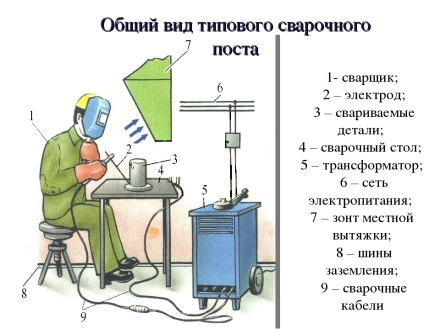 Общий вид типового сварочного
поста
1- сварщик;
2 – электрод;
3 – свариваемые
детали;
4 – сварочный стол;
5 – трансформатор;
6 – сеть
электропитания;
7 – зонт местной
вытяжки;
8 – шины
заземления;
9 – сварочные
кабели
7
6
1
2
3
4
5
8
9